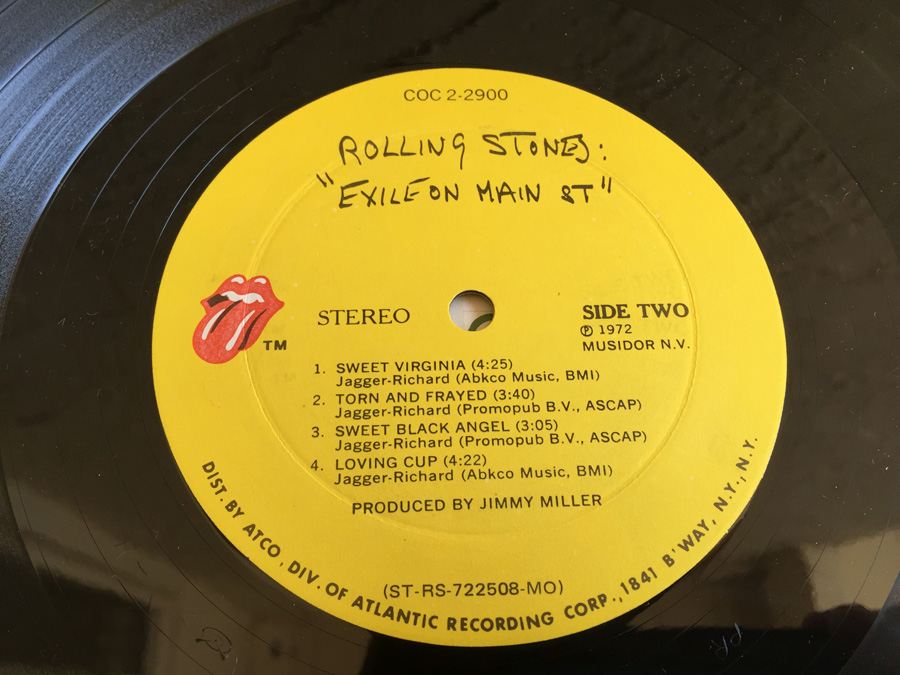 COC 2-2900
ROLLING STONES:
"EXILE ON MAIN ST"
STEREO
SIDE TWO
Ⓟ 1972
MUSIDOR N.V.
TM
1. SWEET VIRGINIA (4:25)
Jagger-Richard (Abkco Music, BMI)
2. TORN AND FRAYED (3:40)
Jagger-Richard (Promopub B.V., ASCAP)
3. SWEET BLACK ANGEL (3:05)
Jagger-Richard (Promopub B.V., ASCAP)
4. LOVING CUP (4:22)
Jagger-Richard (Abkco Music, BMI)
PRODUCED BY JIMMY MILLER
(ST-RS-722508-MO)
DIST. BY ATCO, DIV. OF ATLANTIC RECORDING CORP., 1841 B'WAY, N.Y., N.Y.